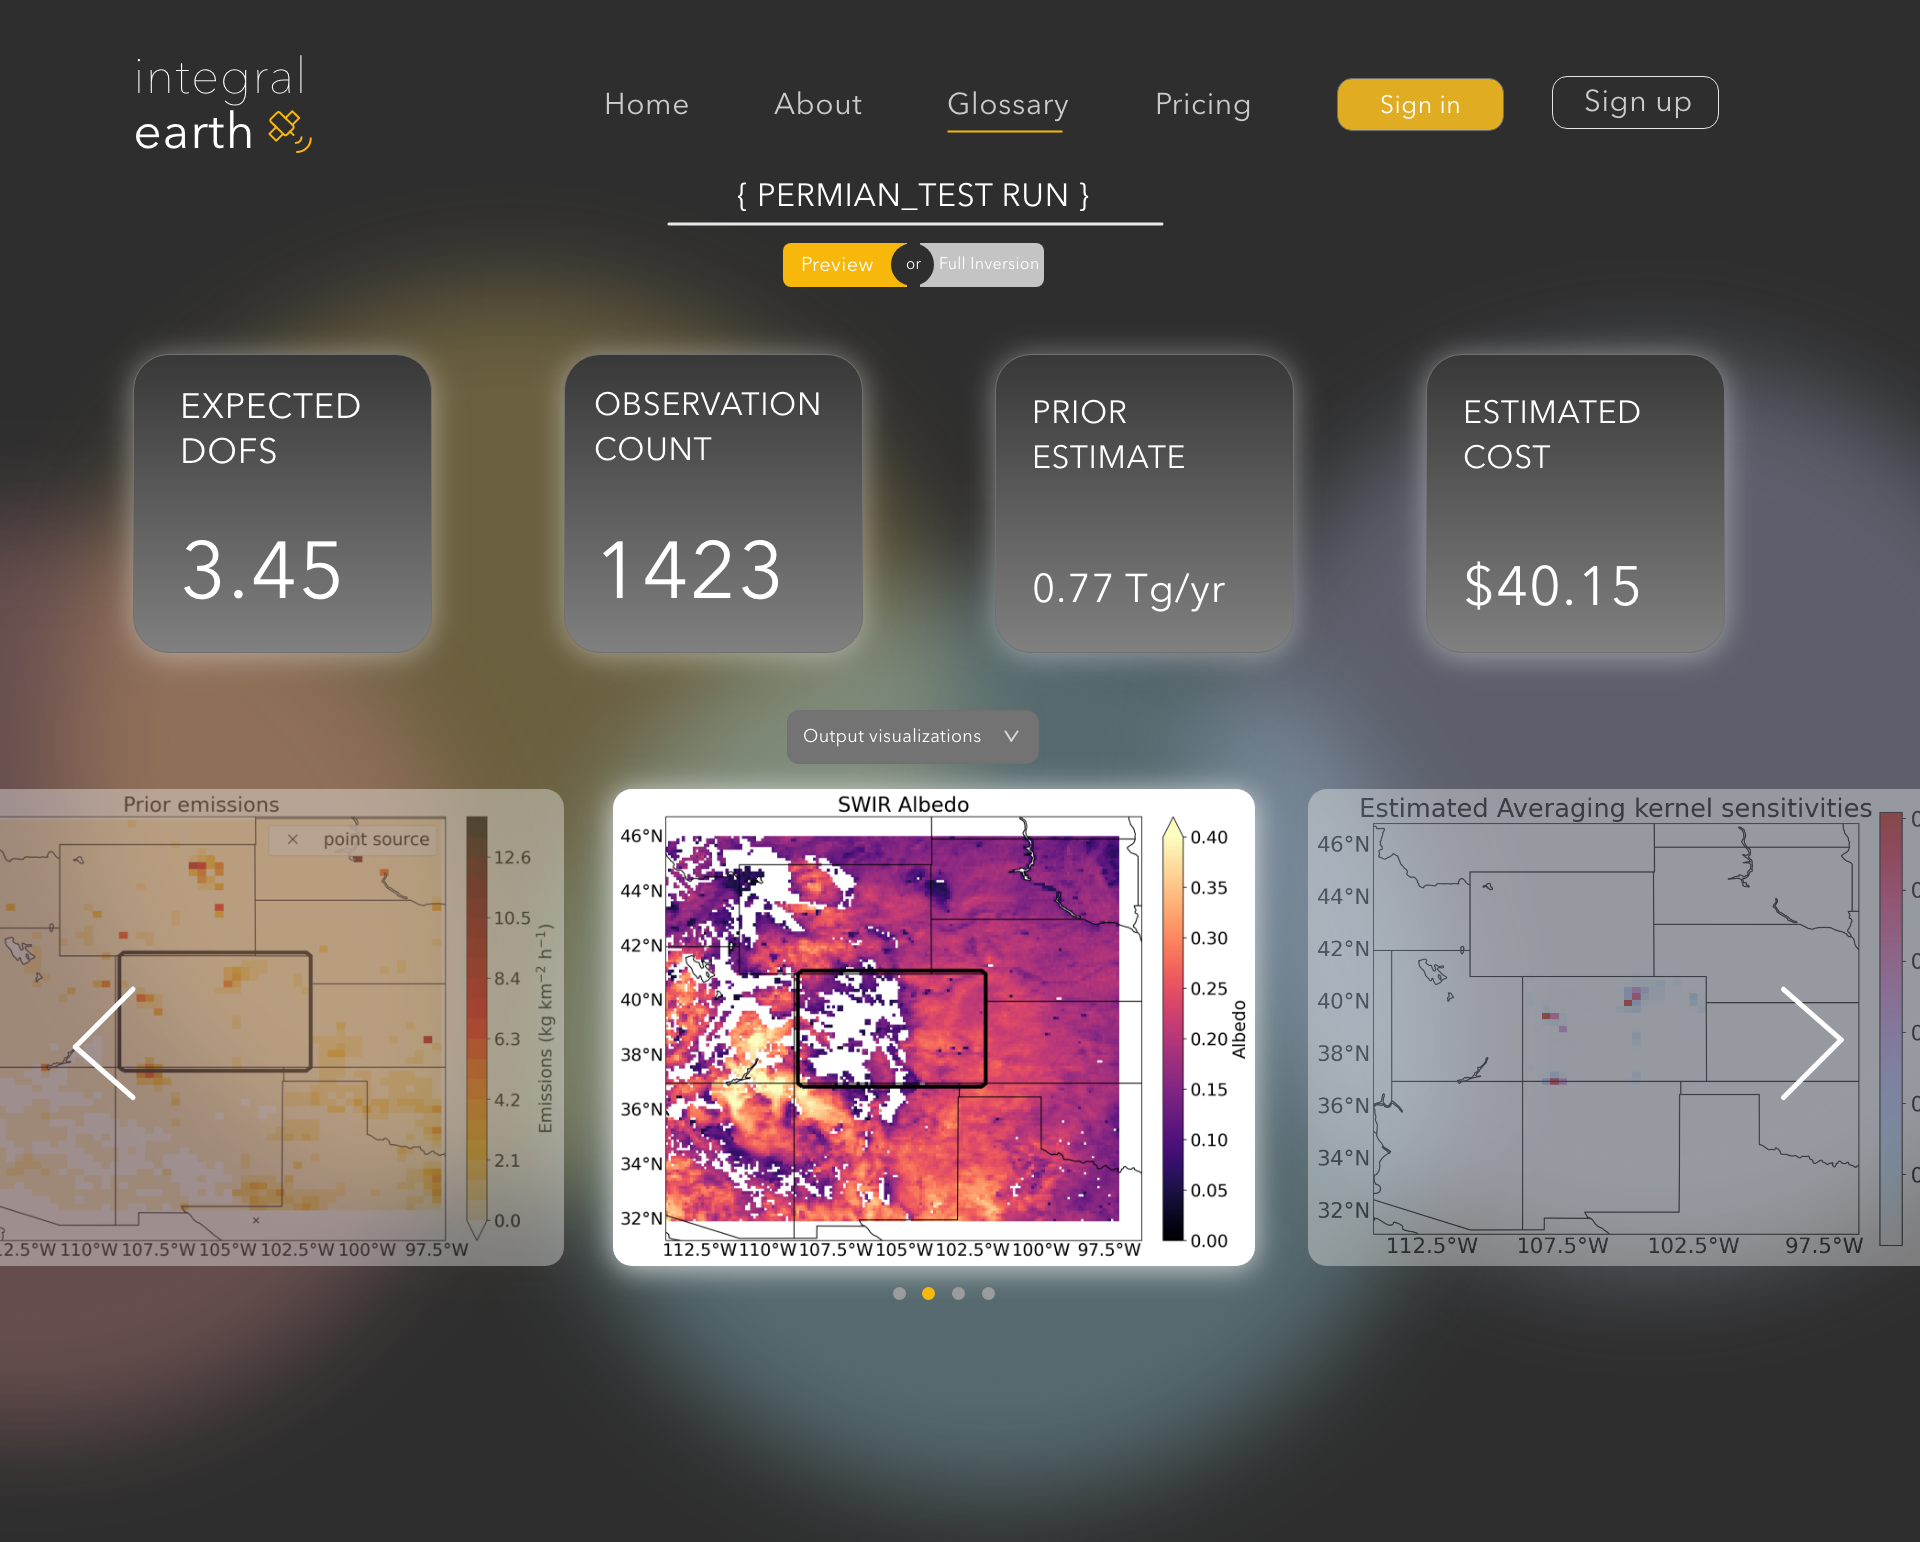 integral
earth
Home
About
Glossary
Pricing
Sign in
Sign up
{ PERMIAN_TEST RUN }
Preview
or
Full Inversion
EXPECTED
DOFS
3.45
OBSERVATION
COUNT
1423
PRIOR
ESTIMATE
0.77 Tg/yr
ESTIMATED
COST
$40.15
Output visualizations
Prior emissions
× point source
12.6
10.5
8.4
6.3
4.2
2.1
0.0
Emissions (kg km−2 h−1)
2.5°W 110°W 107.5°W 105°W 102.5°W 100°W 97.5°W
SWIR Albedo
46°N
44°N
42°N
40°N
38°N
36°N
34°N
32°N
112.5°W 110°W 107.5°W 105°W 102.5°W 100°W 97.5°W
0.40
0.35
0.30
0.25
0.20
0.15
0.10
0.05
0.00
Albedo
Estimated Averaging kernel sensitivities
46°N
44°N
42°N
40°N
38°N
36°N
34°N
32°N
112.5°W 107.5°W 102.5°W 97.5°W